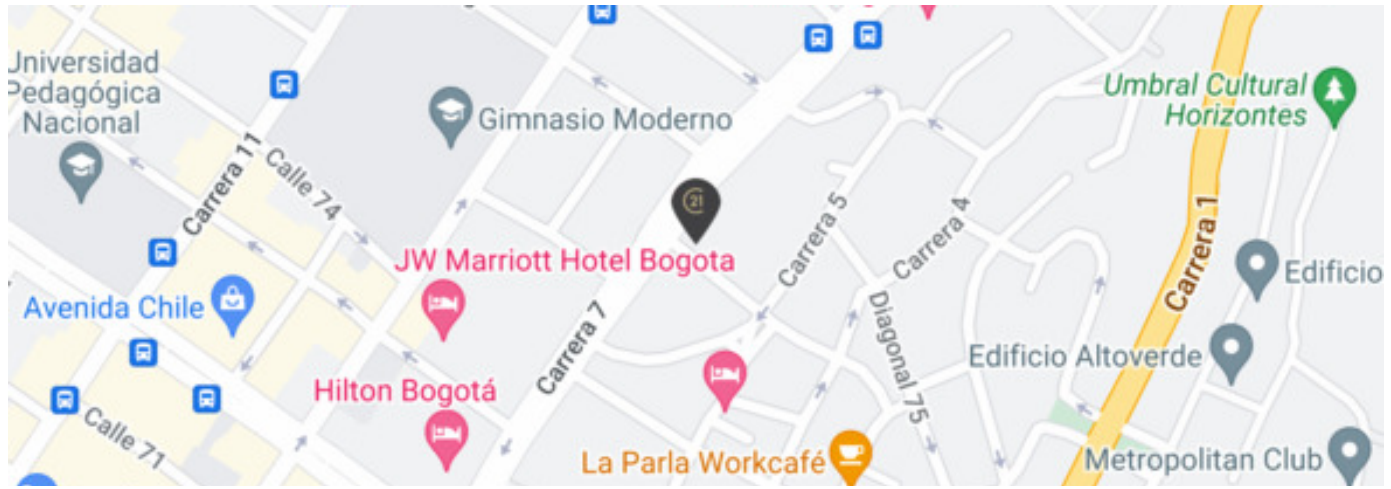 Universidad
Pedagógica
Nacional
Gimnasio Moderno
Umbral Cultural
Horizontes
Carrera 11
Calle 74
21
Carrera 5
Carrera 4
Carrera 1
JW Marriott Hotel Bogota
Edificio
Avenida Chile
Carrera 7
Diagonal 75
Edificio Altoverde
Hilton Bogotá
Calle 71
La Parla Workcafé
Metropolitan Club